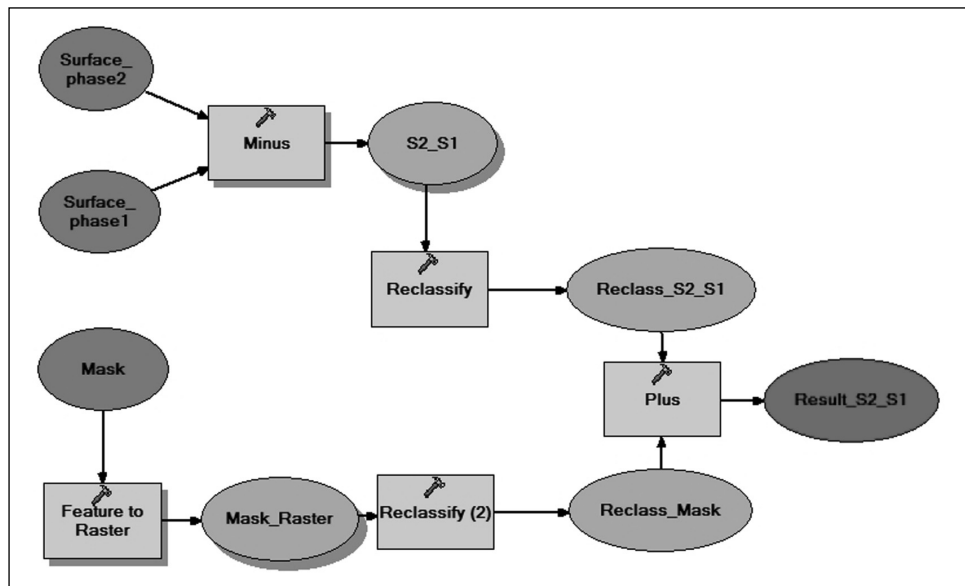 Surface_
phase2
Minus
S2_S1
Surface_
phase1
Reclassify
Reclass_S2_S1
Mask
Plus
Result_S2_S1
Feature to
Raster
Mask_Raster
Reclassify (2)
Reclass_Mask